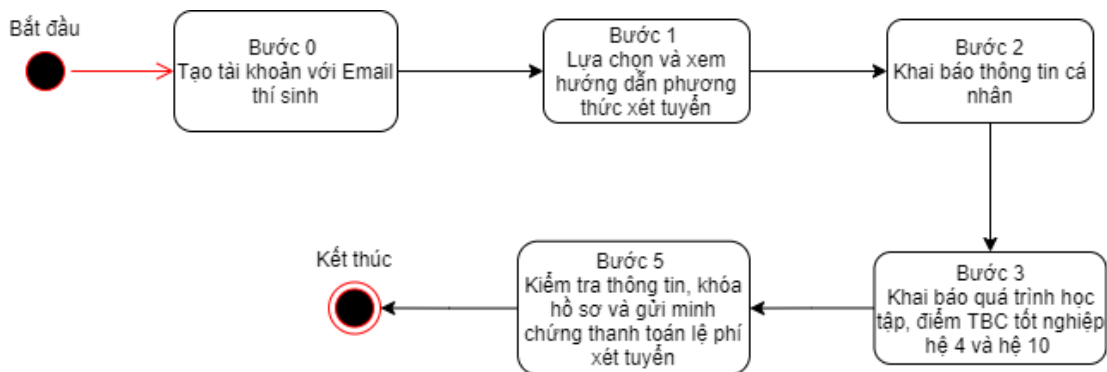 Bắt đầu
Bước 0
Tạo tài khoản với Email
thí sinh
Bước 1
Lựa chọn và xem
hướng dẫn phương
thức xét tuyển
Bước 2
Khai báo thông tin cá
nhân
Bước 3
Khai báo quá trình học
tập, điểm TBC tốt nghiệp
hệ 4 và hệ 10
Bước 5
Kiểm tra thông tin, khóa
hồ sơ và gửi minh
chứng thanh toán lệ phí
xét tuyển
Kết thúc